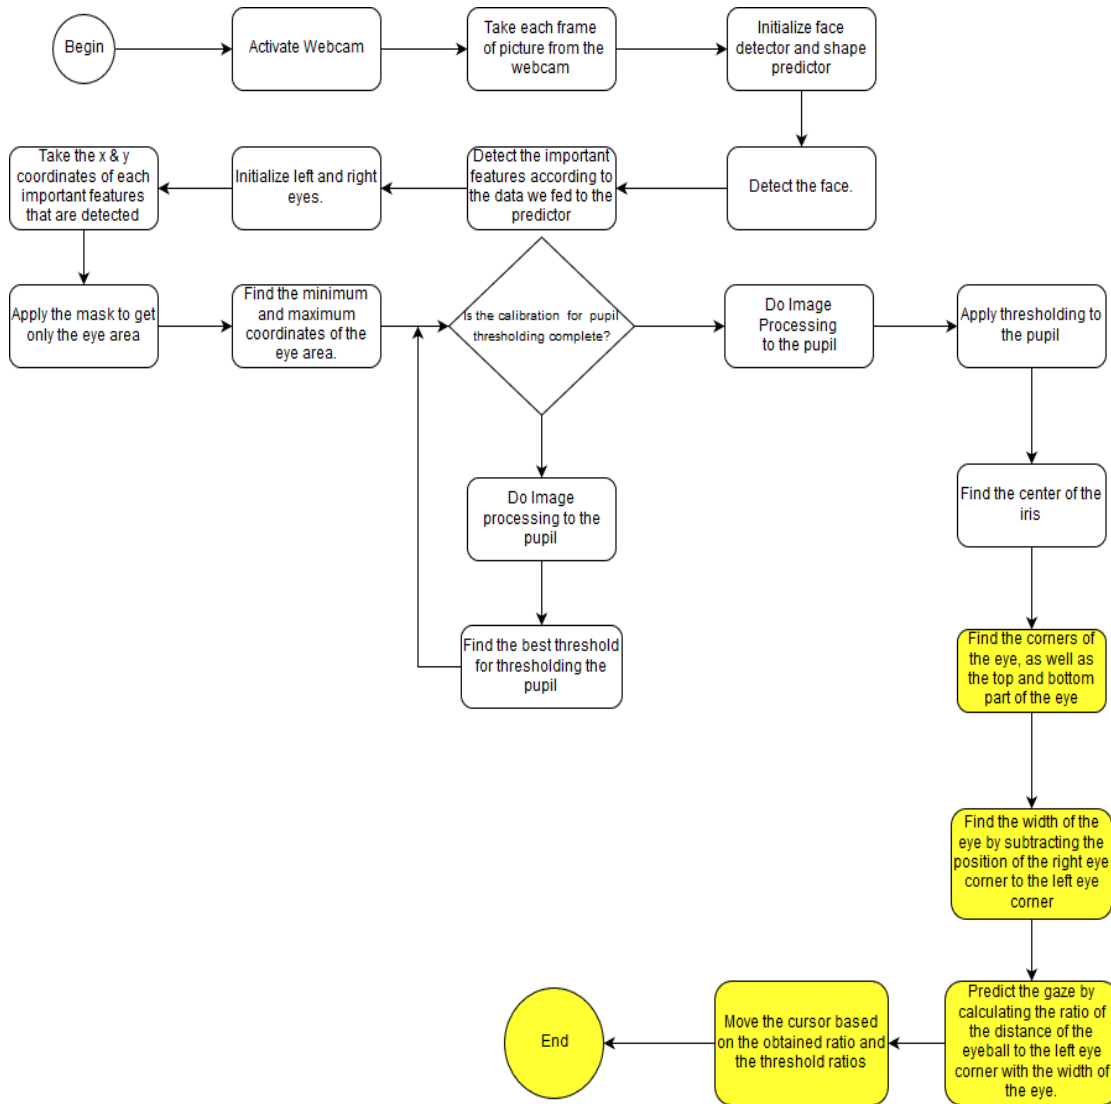 Begin
Activate Webcam
Take each frame
of picture from the
webcam
Initialize face
detector and shape
predictor
Detect the face.
Detect the important
features according to
the data we fed to the
predictor
Initialize left and right
eyes.
Take the x & y
coordinates of each
important features
that are detected
Apply the mask to get
only the eye area
Find the minimum
and maximum
coordinates of the
eye area.
Is the calibration for pupil
thresholding complete?
Do Image
processing to the
pupil
Find the best threshold
for thresholding the
pupil
Do Image
Processing
to the pupil
Apply thresholding to
the pupil
Find the center of the
iris
Find the corners of
the eye, as well as
the top and bottom
part of the eye
Find the width of the
eye by subtracting the
position of the right eye
corner to the left eye
corner
Predict the gaze by
calculating the ratio of
the distance of the
eyeball to the left eye
corner with the width of
the eye.
Move the cursor based
on the obtained ratio and
the threshold ratios
End